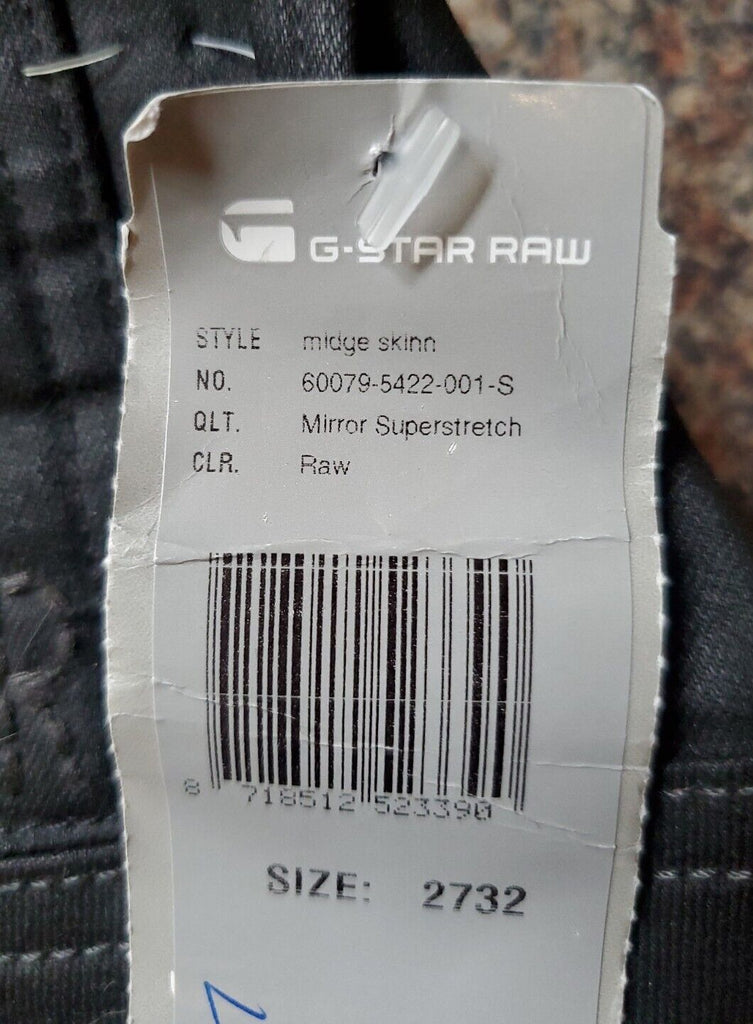 G-STAR RAW
STYLE midge skinn
NO. 60079-5422-001-S
QLT. Mirror Superstretch
CLR. Raw
8 718512 523390
SIZE: 2732